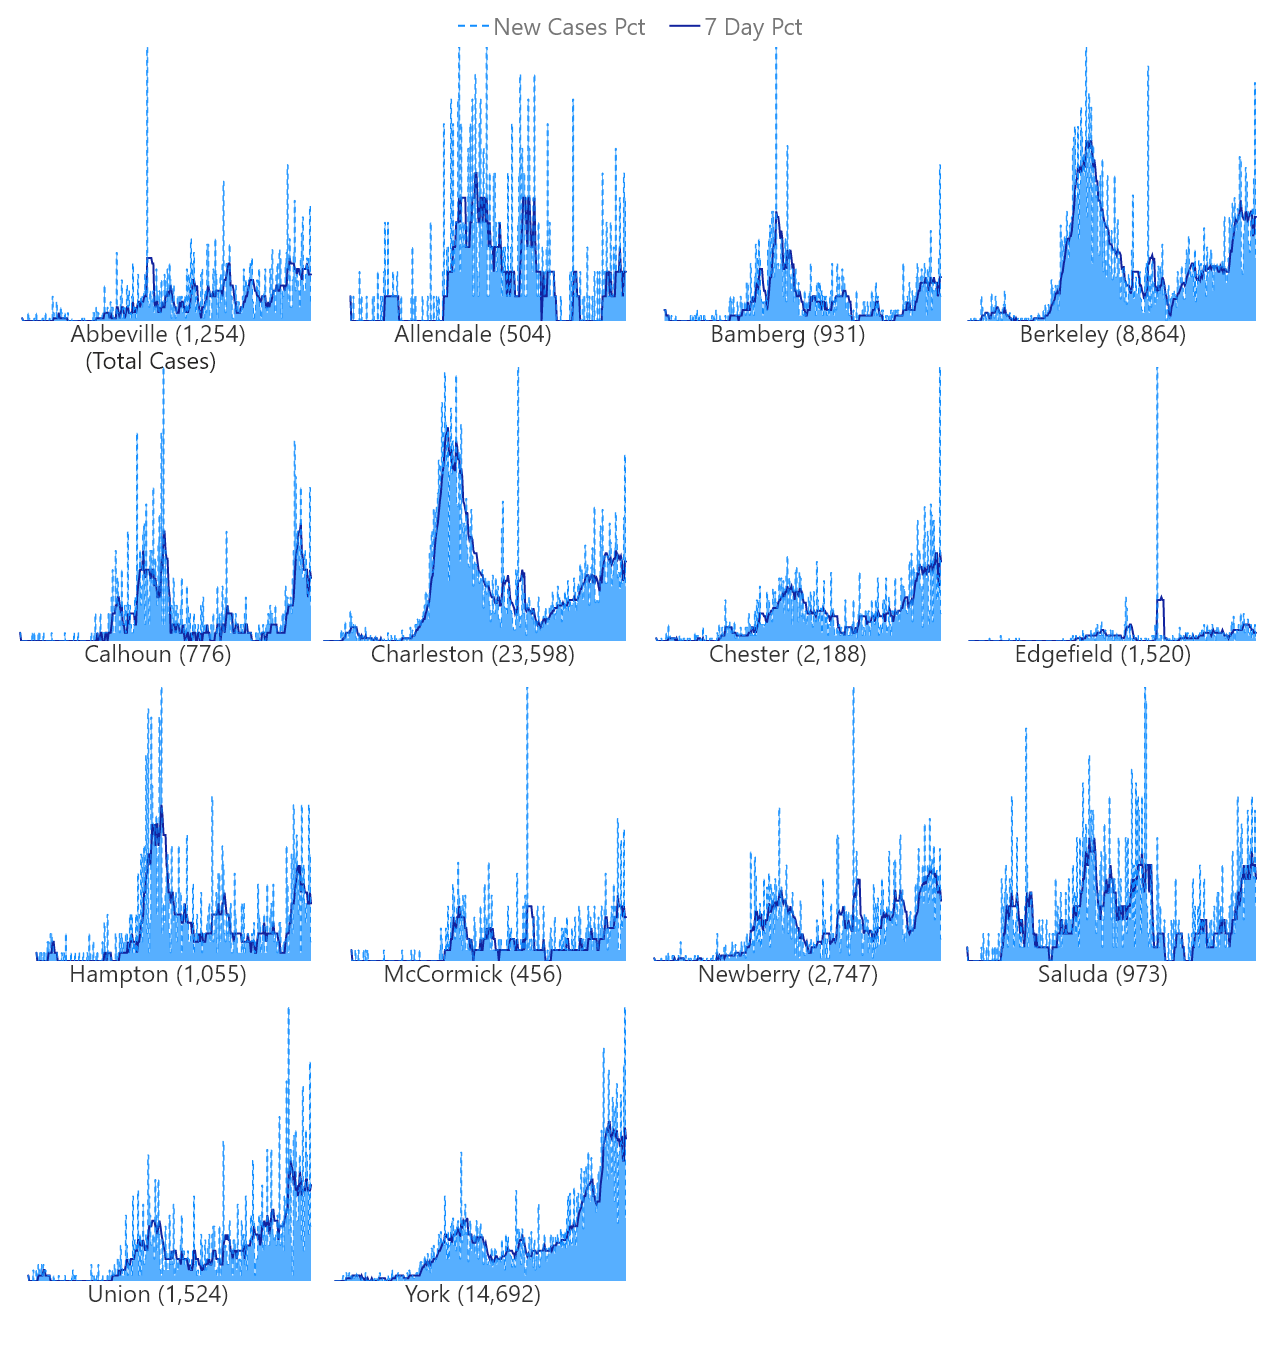 New Cases Pct 7 Day Pct
Abbeville (1,254) Allendale (504) Bamberg (931) Berkeley (8,864)
(Total Cases)
Calhoun (776) Charleston (23,598) Chester (2,188) Edgefield (1,520)
Hampton (1,055) McCormick (456) Newberry (2,747) Saluda (973)
Union (1,524) York (14,692)